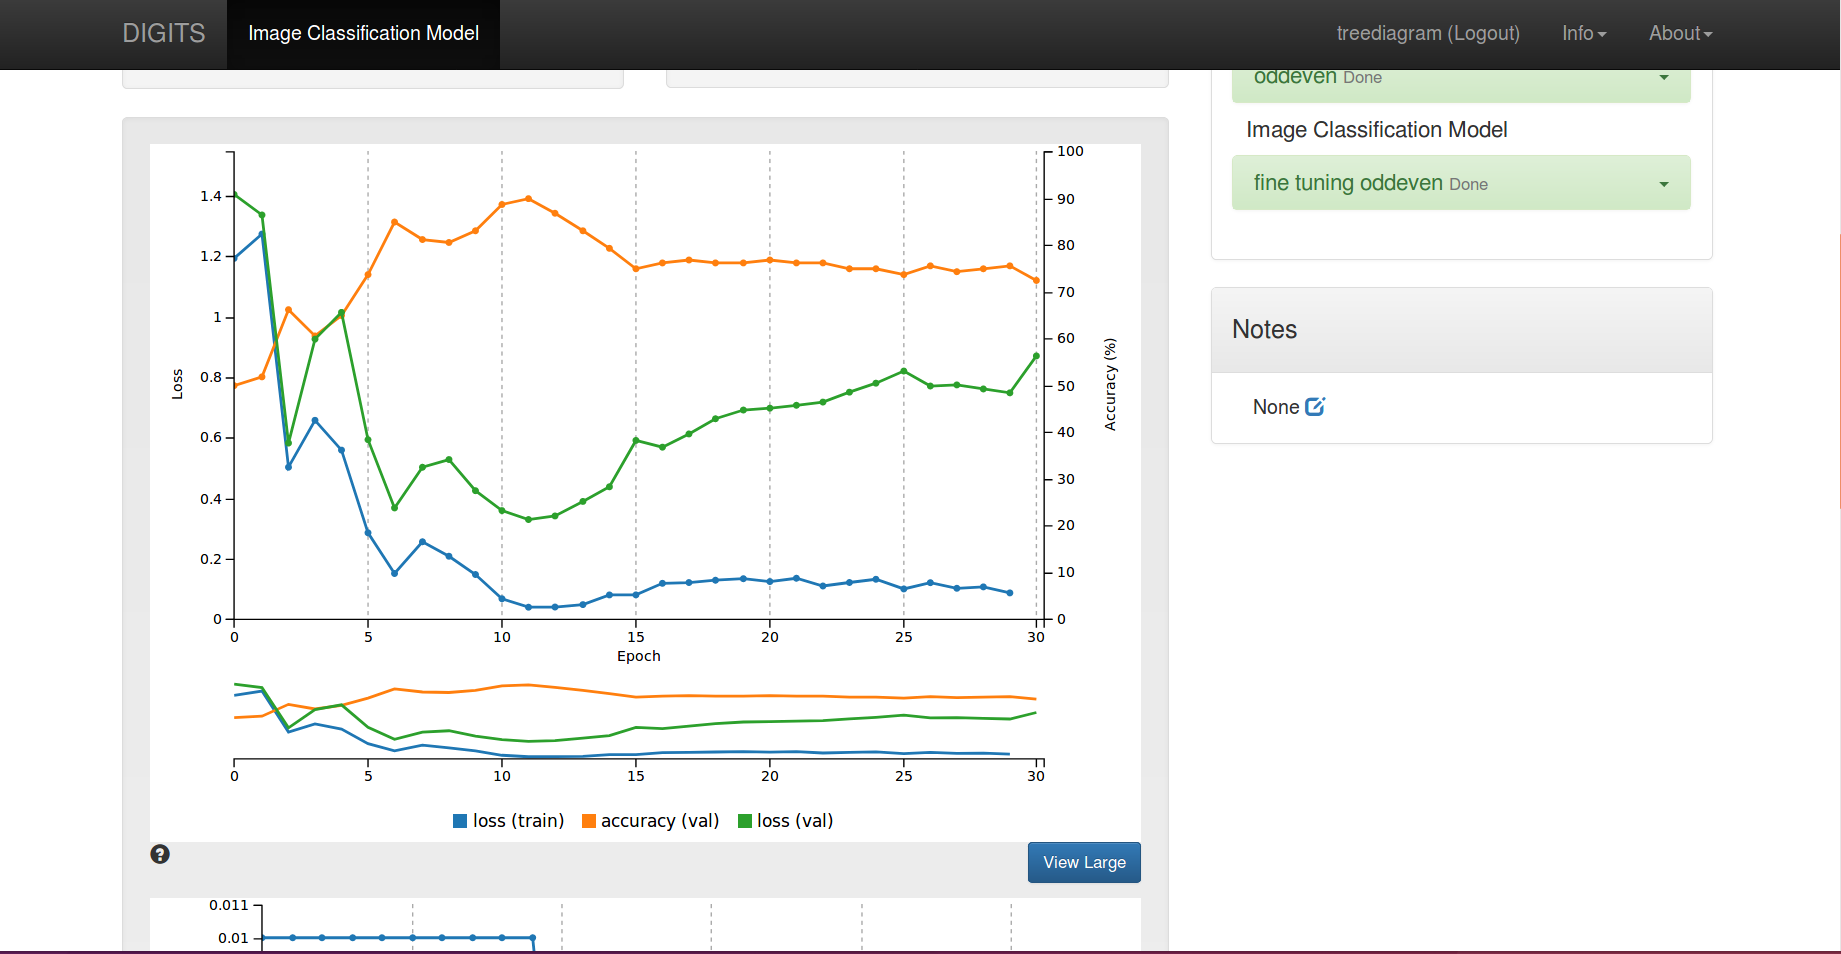 DIGITS Image Classification Model treediagram (Logout) Info About
oddeven Done
Image Classification Model
fine tuning oddeven Done
Notes
None
1.4
1.2
1
0.8
0.6
0.4
0.2
0
Loss
100
90
80
70
60
50
40
30
20
10
0
Accuracy (%)
0 5 10 15 20 25 30
Epoch
0 5 10 15 20 25 30
loss (train) accuracy (val) loss (val)
?
View Large
0.011
0.01